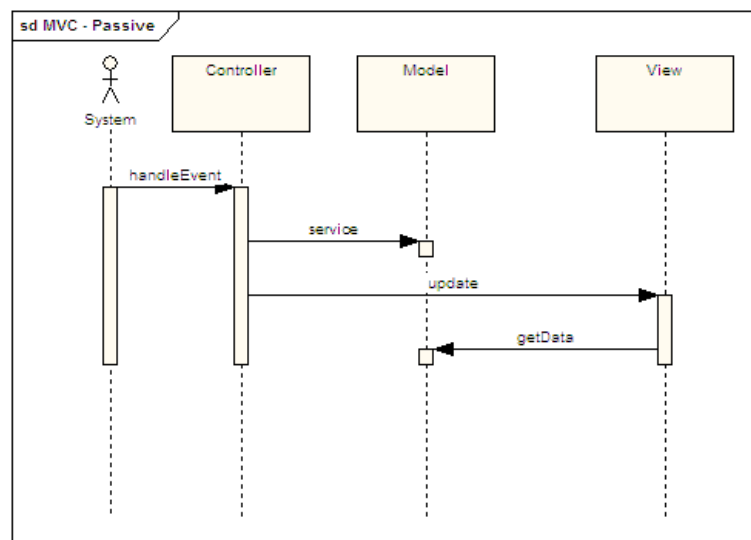 sd MVC - Passive
System
Controller
Model
View
handleEvent
service
update
getData